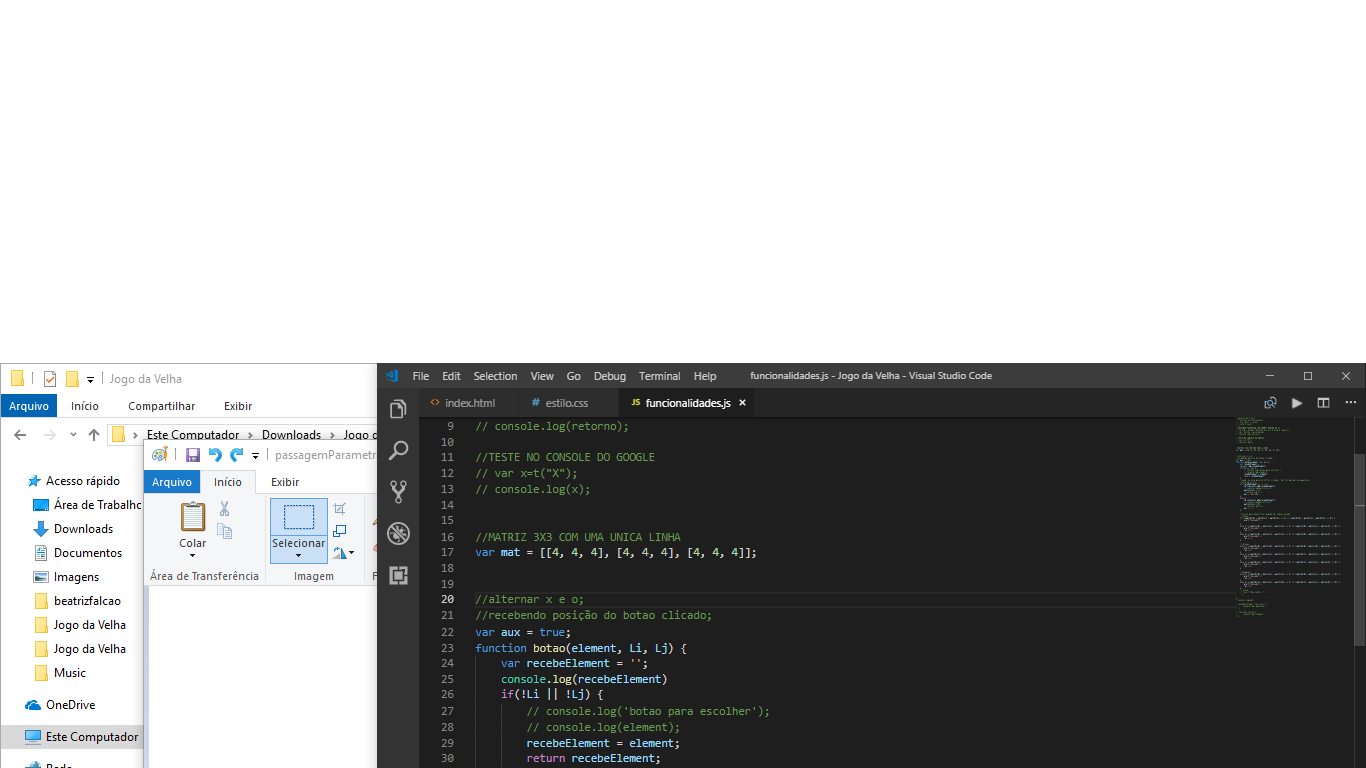 Jogo da Velha
Arquivo Início Compartilhar Exibir
Este Computador Downloads Jogo d
Acesso rápido
Área de Trabalho
Downloads
Documentos
Imagens
beatrizfalcao
Jogo da Velha
Jogo da Velha
Music
OneDrive
Este Computador
passagemParametr
Arquivo Início Exibir
Colar
Selecionar
Área de Transferência Imagem F
File Edit Selection View Go Debug Terminal Help funcionalidades.js - Jogo da Velha - Visual Studio Code
<> index.html # estilo.css JS funcionalidades.js
9 // console.log(retorno);
10
11 //TESTE NO CONSOLE DO GOOGLE
12 // var x=t("X");
13 // console.log(x);
14
15
16 //MATRIZ 3X3 COM UMA UNICA LINHA
17 var mat = [[4, 4, 4], [4, 4, 4], [4, 4, 4]];
18
19
20 //alternar x e o;
21 //recebendo posição do botao clicado;
22 var aux = true;
23 function botao(element, Li, Lj) {
24 var recebeElement = '';
25 console.log(recebeElement)
26 if(!Li || !Lj) {
27 // console.log('botao para escolher');
28 // console.log(element);
29 recebeElement = element;
30 return recebeElement;